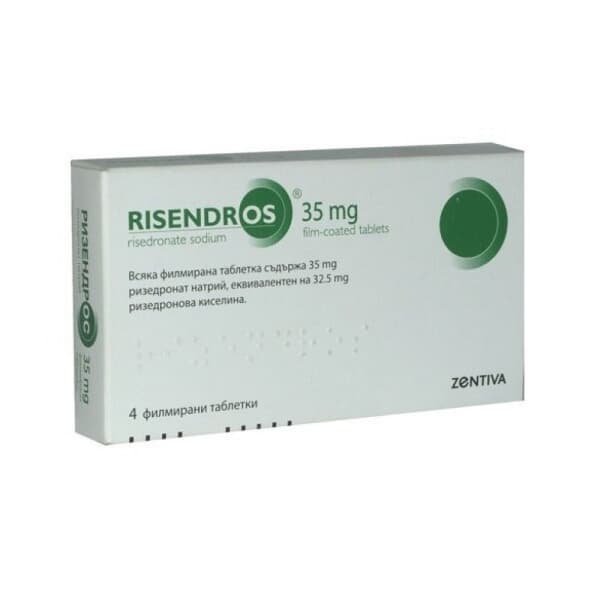 RISENDROS® 35 mg
risedronate sodium film-coated tablets
Всяка филмирана таблетка съдържа 35 mg
ризедронат натрий, еквивалентен на 32.5 mg
ризедронова киселина.
4 филмирани таблетки
ZENTIVA
РИЗЕНДРОС 35 mg